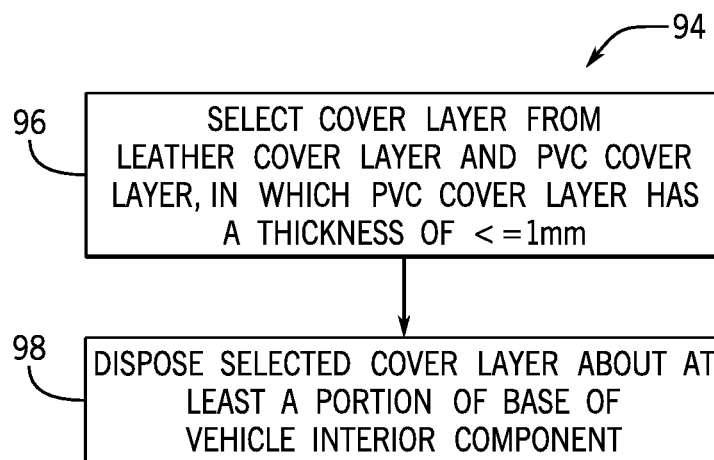 94
96
SELECT COVER LAYER FROM
LEATHER COVER LAYER AND PVC COVER
LAYER, IN WHICH PVC COVER LAYER HAS
A THICKNESS OF <=1mm
98
DISPOSE SELECTED COVER LAYER ABOUT AT
LEAST A PORTION OF BASE OF
VEHICLE INTERIOR COMPONENT